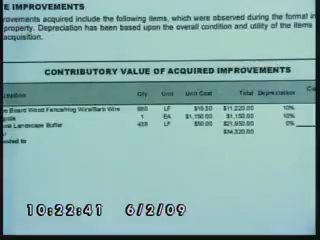 E IMPROVEMENTS
rovements acquired include the following items, which were observed during the formal in
property. Depreciation has been based upon the overall condition and utility of the items
acquisition.
CONTRIBUTORY VALUE OF ACQUIRED IMPROVEMENTS
Qty Unit Unit Cost Total Depreciation
Board Wood Fence/Hog Wire/Barb Wire 680 LF $16.50 $11,220.00 10%
1 EA $1,150.00 $1,150.00 10%
Landscape Buffer 439 LF $50.00 $21,950.00 0%
$34,320.00
nded to
10:22:41 6/2/09